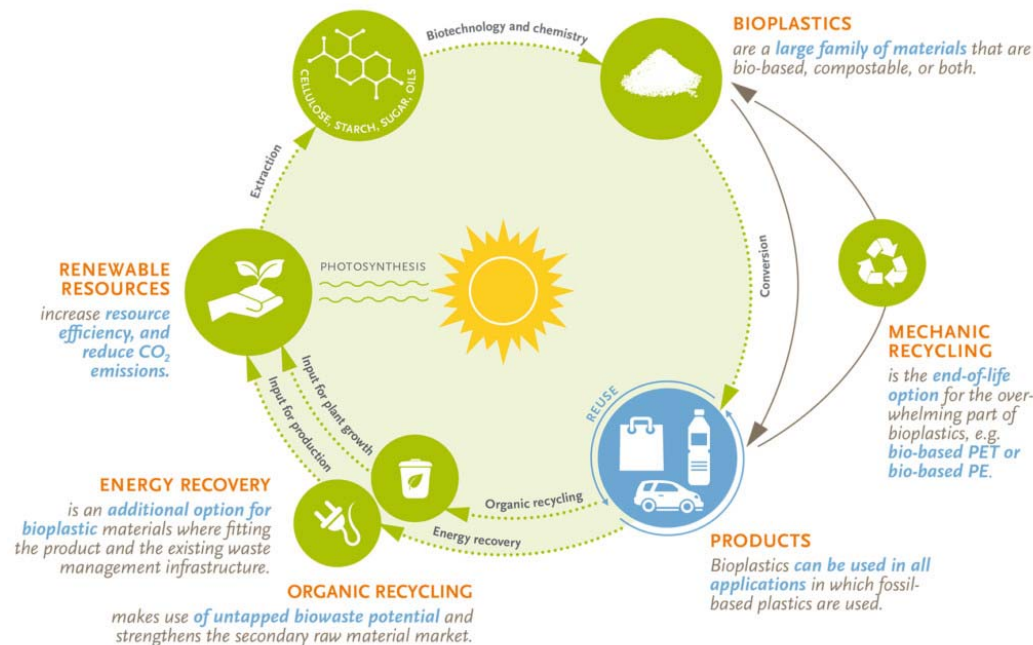 Biotechnology and chemistry
CELLULOSE, STARCH, SUGAR, OILS
BIOPLASTICS
are a large family of materials that are
bio-based, compostable, or both.
Extraction
Conversion
PHOTOSYNTHESIS
RENEWABLE
RESOURCES
increase resource
efficiency, and
reduce CO₂
emissions.
MECHANIC
RECYCLING
is the end-of-life
option for the over-
whelming part of
bioplastics, e.g.
bio-based PET or
bio-based PE.
Input for plant growth
Input for production
REUSE
Organic recycling
Energy recovery
ENERGY RECOVERY
is an additional option for
bioplastic materials where fitting
the product and the existing waste
management infrastructure.
ORGANIC RECYCLING
makes use of untapped biowaste potential and
strengthens the secondary raw material market.
PRODUCTS
Bioplastics can be used in all
applications in which fossil-
based plastics are used.